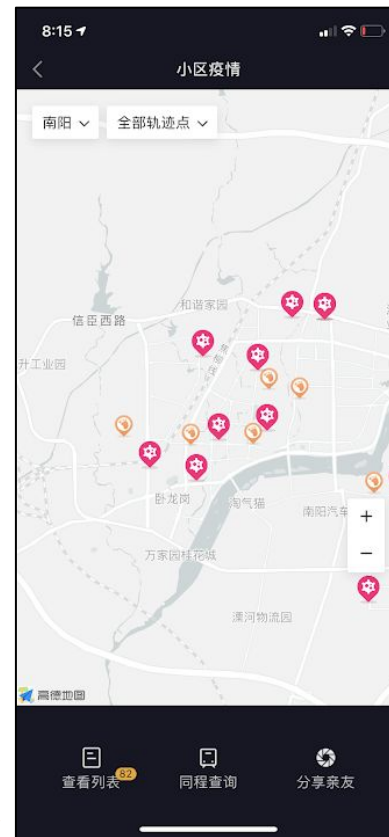 8:15
小区疫情
南阳
全部轨迹点
和谐家园
信臣西路
升工业园
卧龙岗
淘气猫
南阳汽车
万家园桂花城
溧河物流园
+
−
高德地图
82
查看列表
同程查询
分享亲友